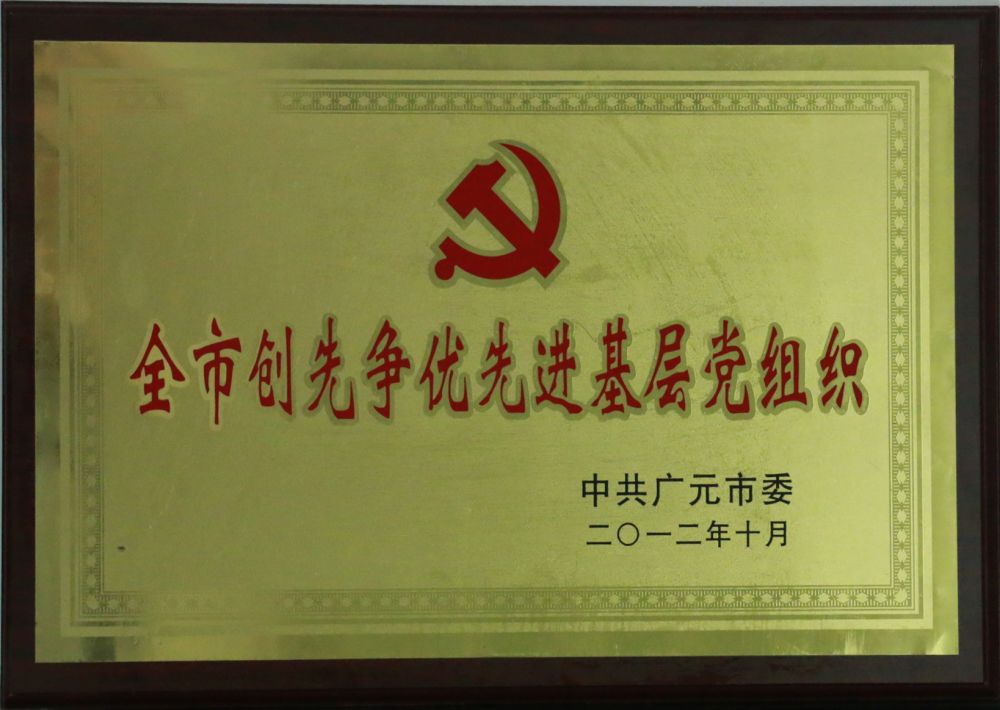 全市创先争优先进基层党组织
中共广元市委
二〇一二年十月